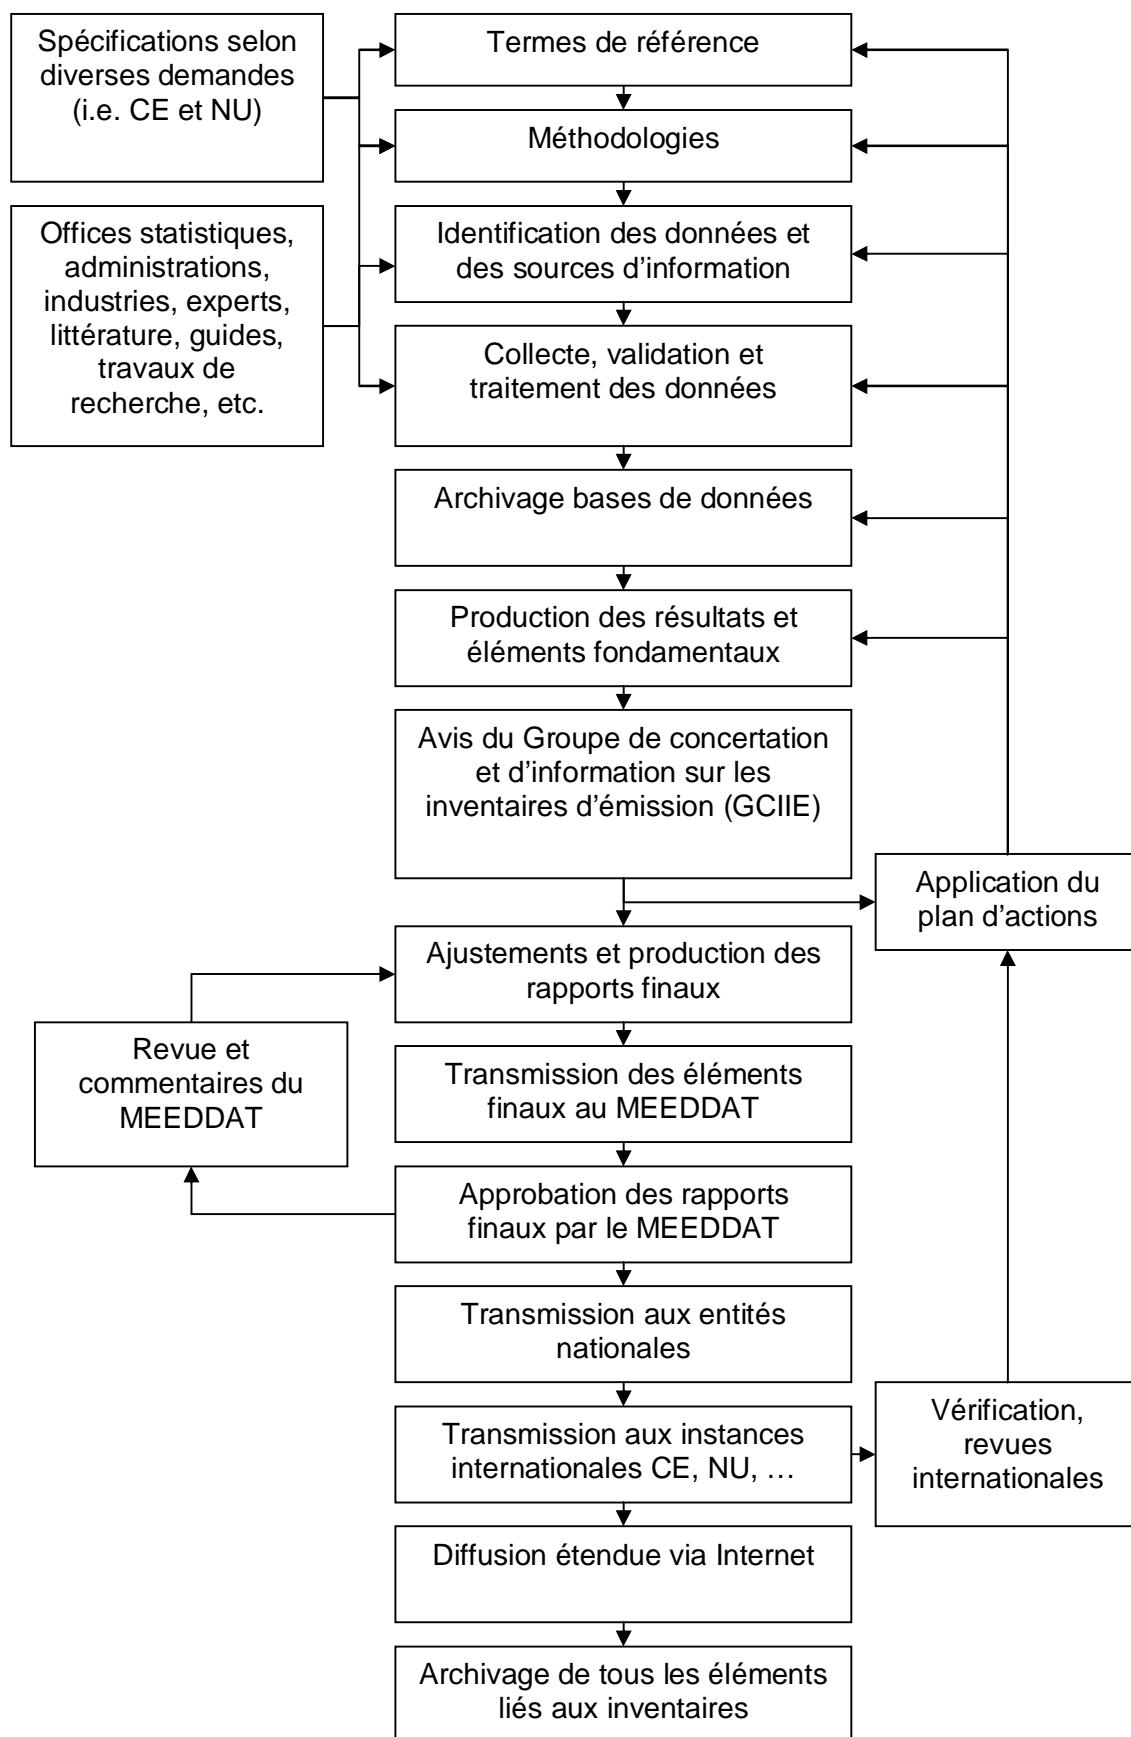 Spécifications selon
diverses demandes
(i.e. CE et NU)
Termes de référence
Méthodologies
Offices statistiques,
administrations,
industries, experts,
littérature, guides,
travaux de
recherche, etc.
Identification des données et
des sources d’information
Collecte, validation et
traitement des données
Archivage bases de données
Production des résultats et
éléments fondamentaux
Avis du Groupe de concertation
et d’information sur les
inventaires d’émission (GCIIE)
Application du
plan d’actions
Ajustements et production des
rapports finaux
Revue et
commentaires du
MEEDDAT
Transmission des éléments
finaux au MEEDDAT
Approbation des rapports
finaux par le MEEDDAT
Transmission aux entités
nationales
Transmission aux instances
internationales CE, NU, …
Vérification,
revues
internationales
Diffusion étendue via Internet
Archivage de tous les éléments
liés aux inventaires